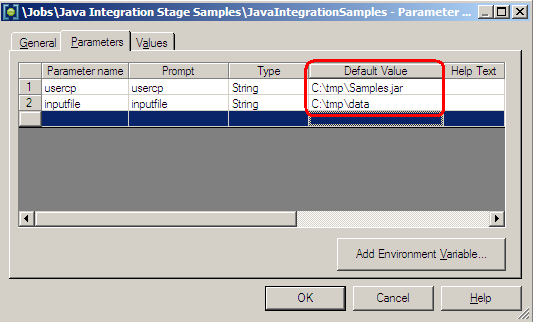 \Jobs\Java Integration Stage Samples\JavaIntegrationSamples - Parameter ...
General Parameters Values
Parameter name Prompt Type Default Value Help Text
1 usercp usercp String C:\tmp\Samples.jar
2 inputfile inputfile String C:\tmp\data
Add Environment Variable...
OK Cancel Help